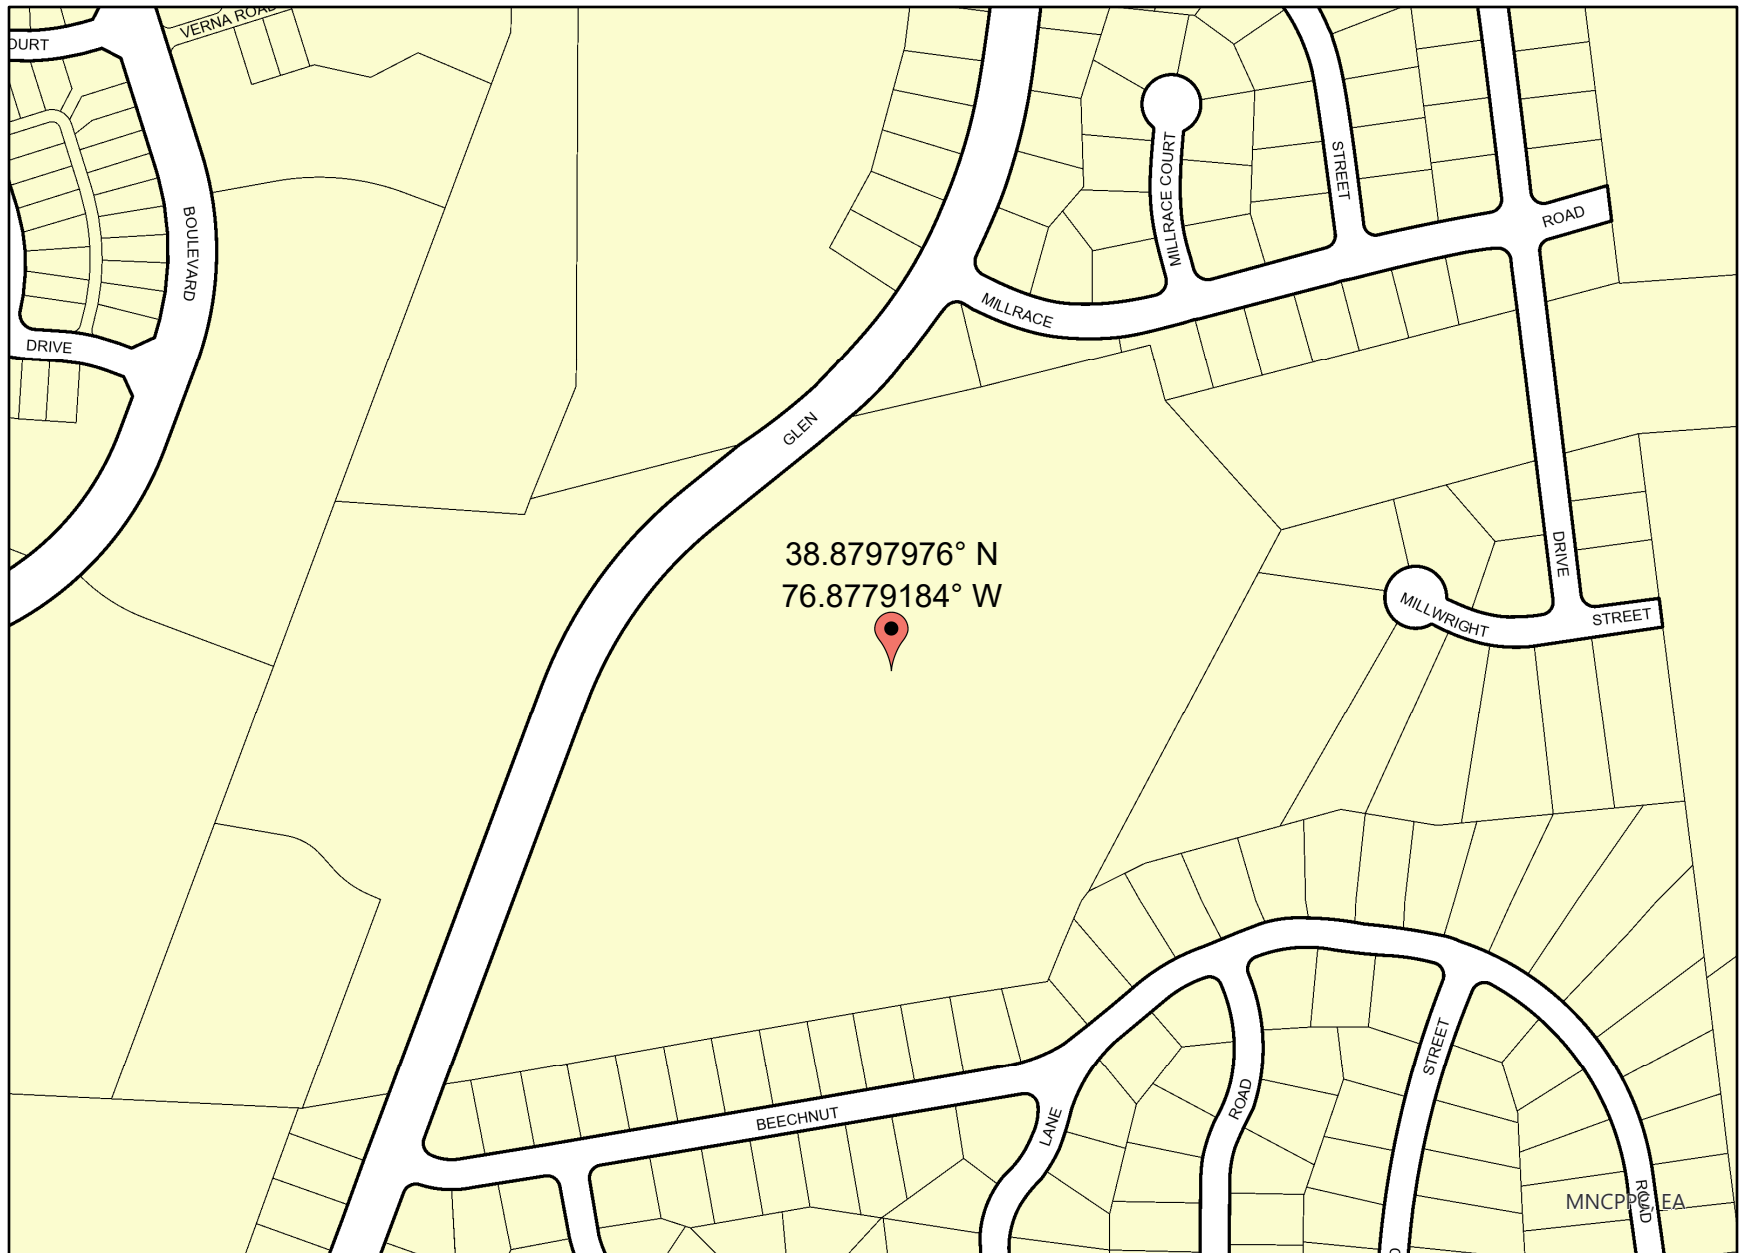 VERNA ROAD
OURT
BOULEVARD
DRIVE
MILLRACE COURT
STREET
ROAD
MILLRACE
GLEN
38.8797976° N
76.8779184° W
DRIVE
MILLWRIGHT
STREET
BEECHNUT
LANE
ROAD
STREET
ROAD
MNCPPC, EA